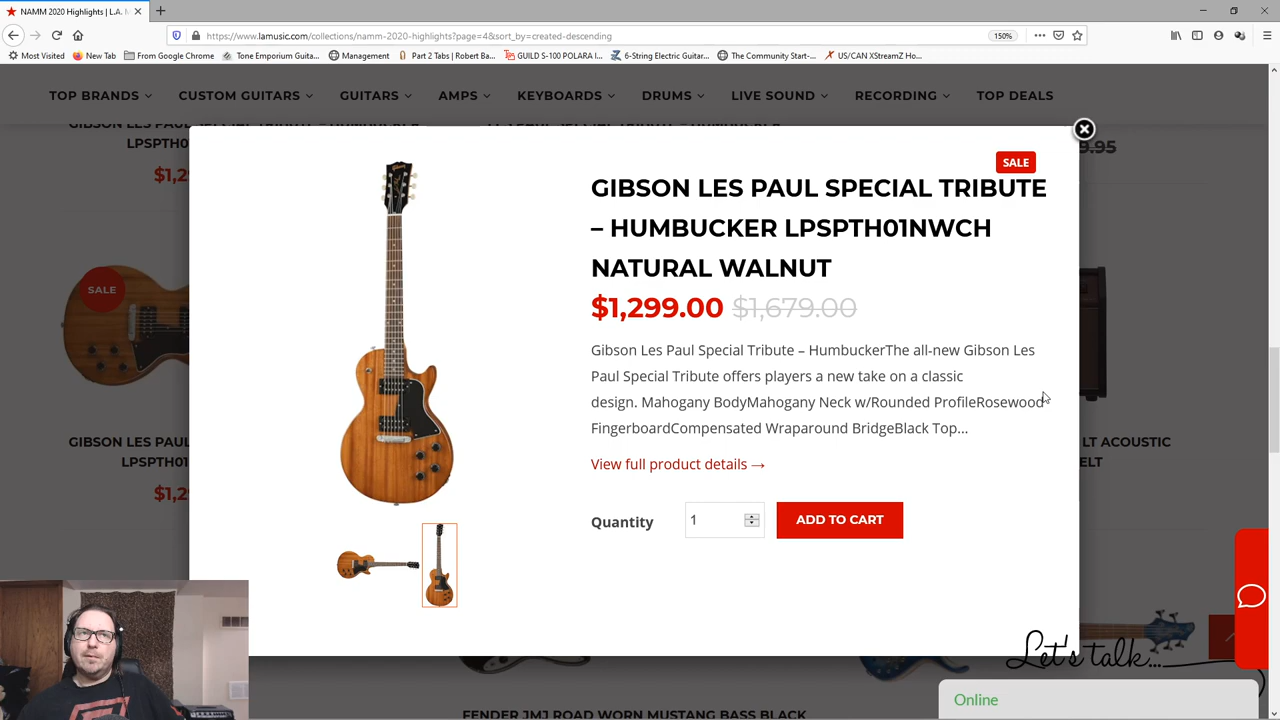 NAMM 2020 Highlights | L.A. M
https://www.lamusic.com/collections/namm-2020-highlights?page=4&sort_by=created-descending
150%
Most Visited
New Tab
From Google Chrome
Tone Emporium Guita...
Management
Part 2 Tabs | Robert Ba...
GUILD S-100 POLARA I...
6-String Electric Guitar...
The Community Start-...
US/CAN XStreamZ Ho...
TOP BRANDS
CUSTOM GUITARS
GUITARS
AMPS
KEYBOARDS
DRUMS
LIVE SOUND
RECORDING
TOP DEALS
LPSPTH0
$1,2
9.95
SALE
GIBSON LES PAUL SPECIAL TRIBUTE
– HUMBUCKER LPSPTH01NWCH
NATURAL WALNUT
$1,299.00 $1,679.00
Gibson Les Paul Special Tribute – HumbuckerThe all-new Gibson Les
Paul Special Tribute offers players a new take on a classic
design. Mahogany BodyMahogany Neck w/Rounded ProfileRosewood
FingerboardCompensated Wraparound BridgeBlack Top...
View full product details →
Quantity
1
ADD TO CART
SALE
GIBSON LES PAUL
LPSPTH01
$1,2
LT ACOUSTIC
ELT
Gibson
Let's talk...
Online
FENDER JMJ ROAD WORN MUSTANG BASS BLACK